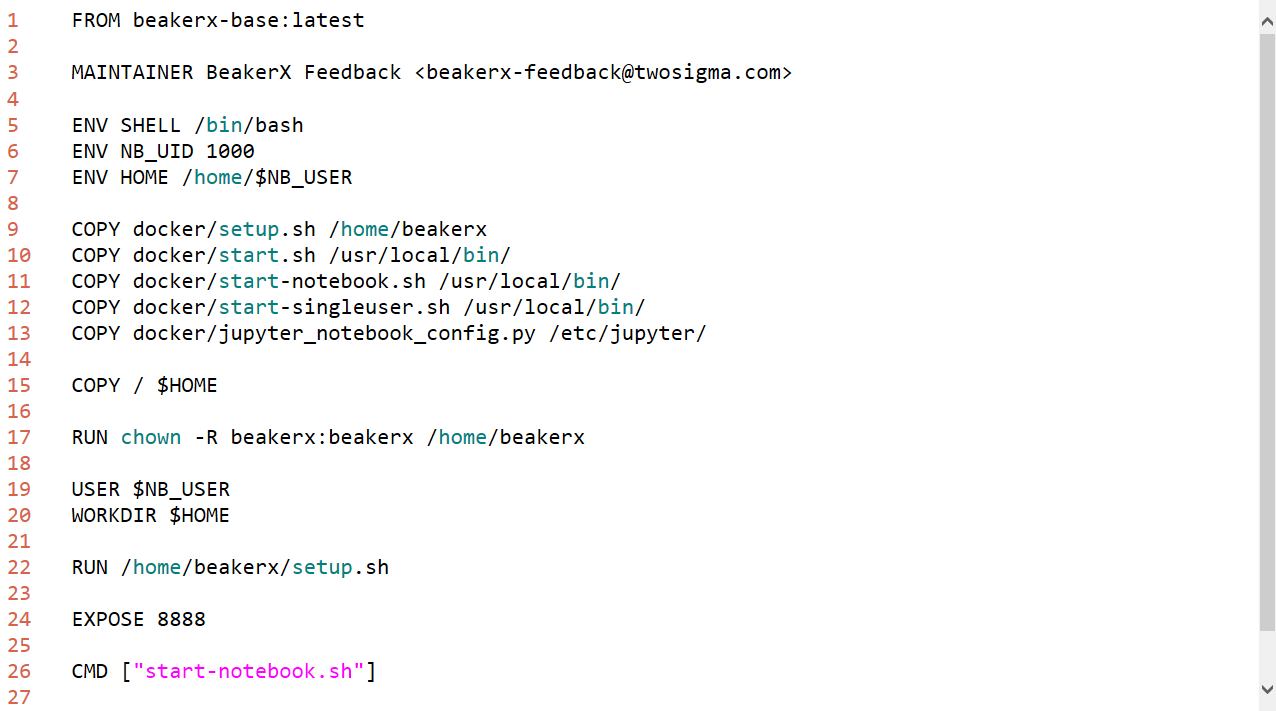 1 FROM beakerx-base:latest
2
3 MAINTAINER BeakerX Feedback <beakerx-feedback@twosigma.com>
4
5 ENV SHELL /bin/bash
6 ENV NB_UID 1000
7 ENV HOME /home/$NB_USER
8
9 COPY docker/setup.sh /home/beakerx
10 COPY docker/start.sh /usr/local/bin/
11 COPY docker/start-notebook.sh /usr/local/bin/
12 COPY docker/start-singleuser.sh /usr/local/bin/
13 COPY docker/jupyter_notebook_config.py /etc/jupyter/
14
15 COPY / $HOME
16
17 RUN chown -R beakerx:beakerx /home/beakerx
18
19 USER $NB_USER
20 WORKDIR $HOME
21
22 RUN /home/beakerx/setup.sh
23
24 EXPOSE 8888
25
26 CMD ["start-notebook.sh"]
27